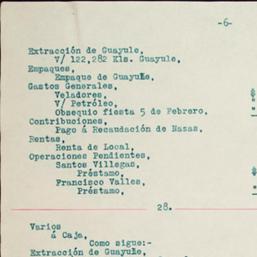 -6-
Extracción de Guayule,
V/ 122,282 Kls. Guayule,
Empaques,
Empaque de Guayule,
Gastos Generales,
Veladores,
V/ Petróleo,
Obsequio fiesta 5 de Febrero,
Contribuciones,
Pago á Recaudación de Nazas,
Rentas,
Renta de Local,
Operaciones Pendientes,
Santos Villegas,
Préstamo,
Francisco Valles,
Préstamo,
28.
Varios
á Caja,
Como sigue:-
Extracción de Guayule,